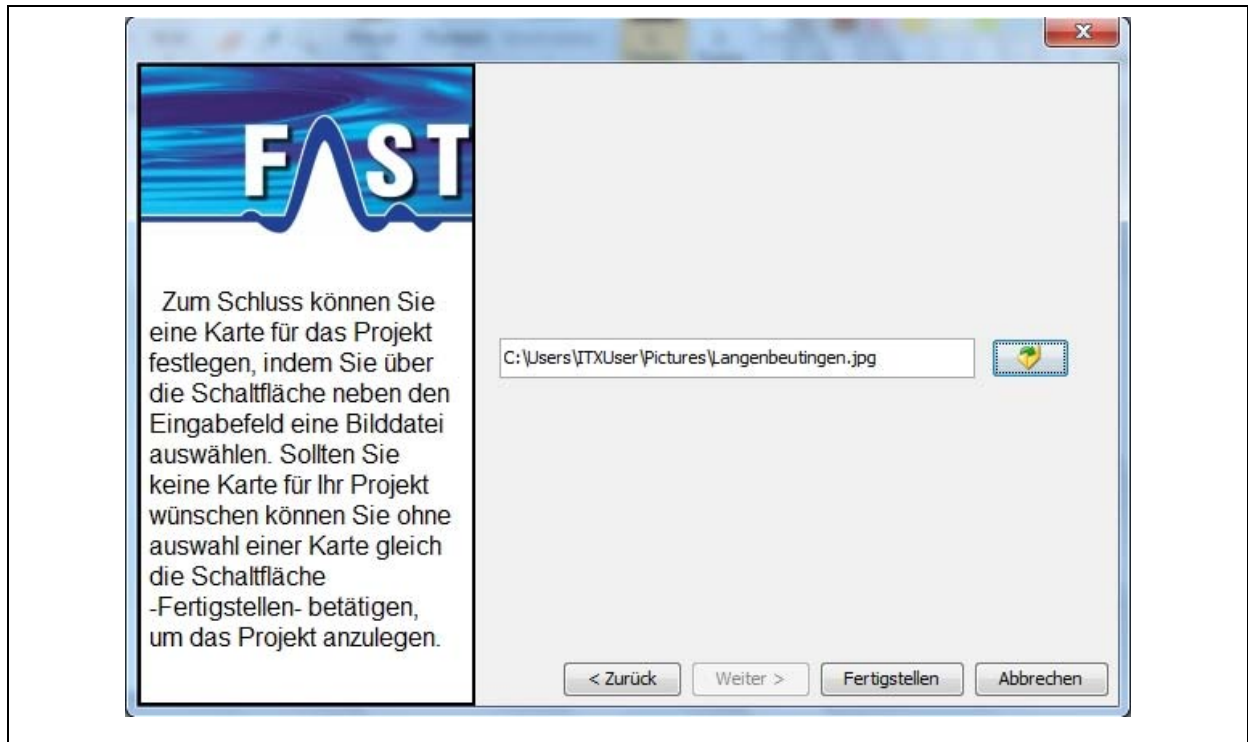 FAST
Zum Schluss können Sie
eine Karte für das Projekt
festlegen, indem Sie über
die Schaltfläche neben den
Eingabefeld eine Bilddatei
auswählen. Sollten Sie
keine Karte für Ihr Projekt
wünschen können Sie ohne
auswahl einer Karte gleich
die Schaltfläche
-Fertigstellen- betätigen,
um das Projekt anzulegen.
C:\Users\ITXUser\Pictures\Langenbeutingen.jpg
< Zurück Weiter > Fertigstellen Abbrechen